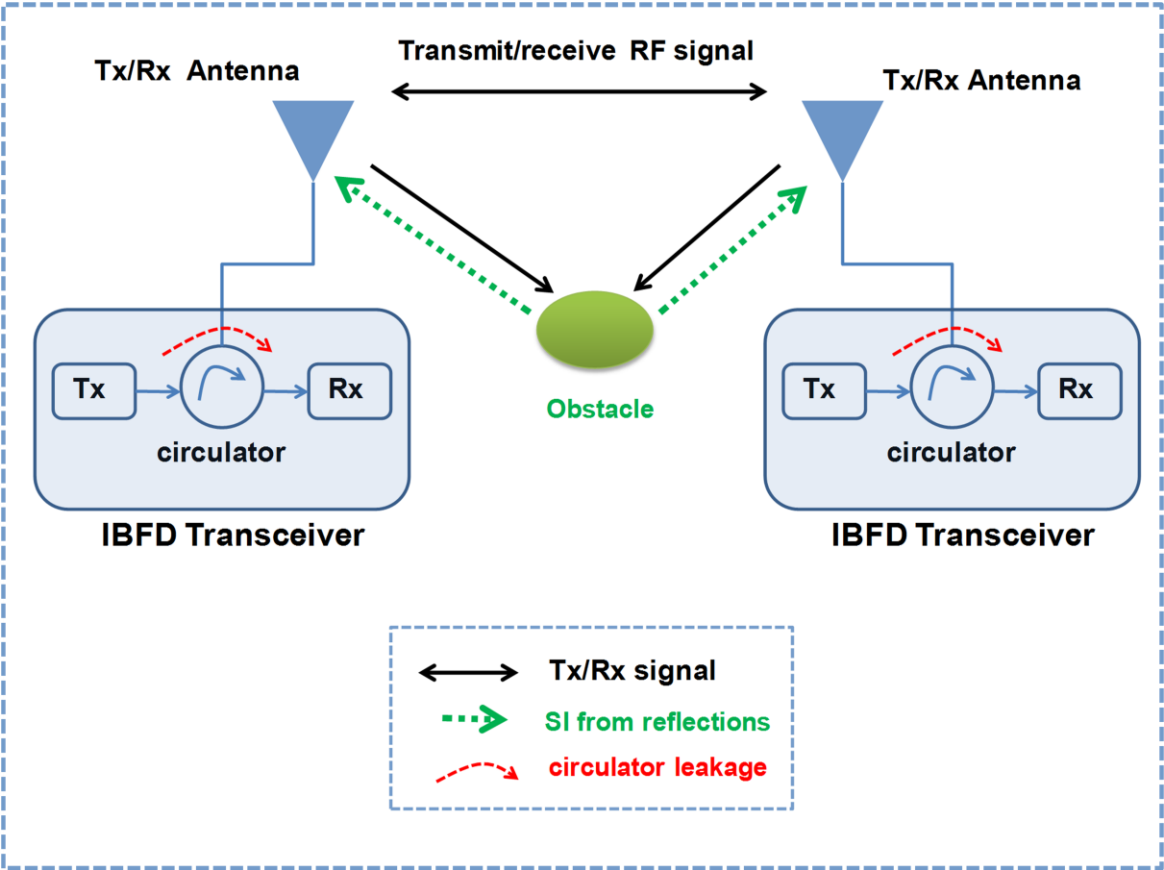 Transmit/receive RF signal
Tx/Rx Antenna
Tx/Rx Antenna
Tx
Rx
circulator
IBFD Transceiver
Obstacle
Tx
Rx
circulator
IBFD Transceiver
Tx/Rx signal
SI from reflections
circulator leakage